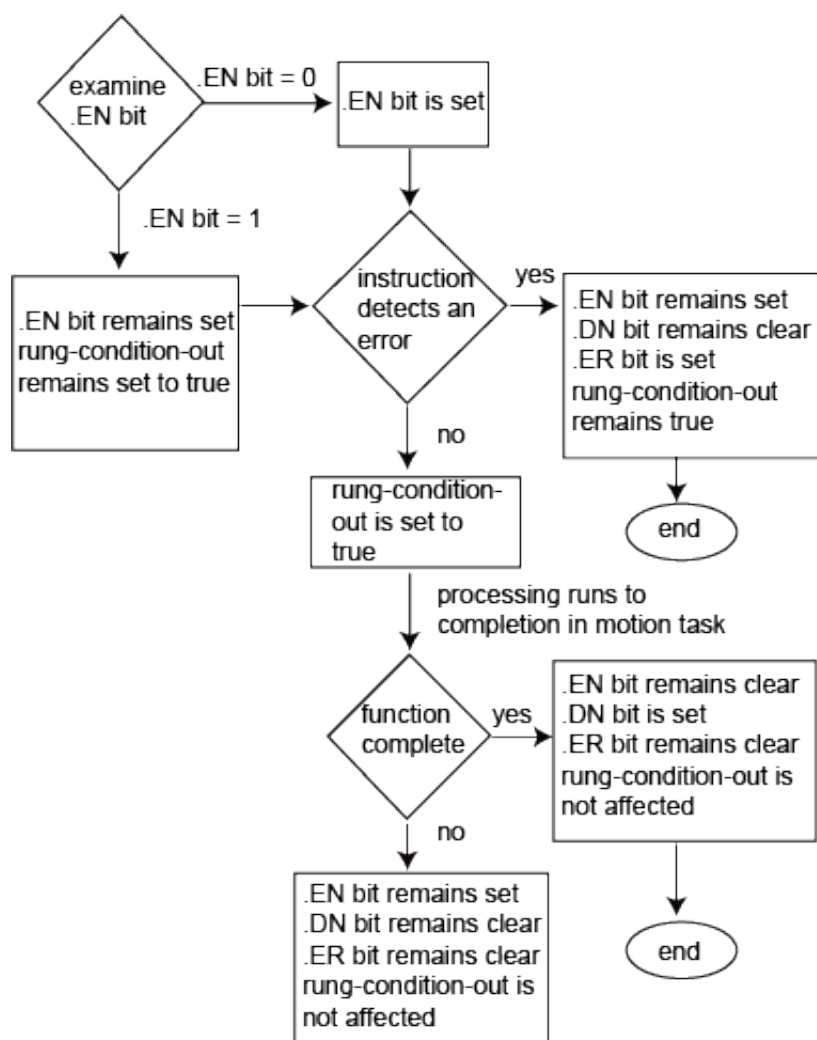 examine
.EN bit
.EN bit = 0
.EN bit is set
.EN bit = 1
.EN bit remains set
rung-condition-out
remains set to true
instruction
detects an
error
yes
.EN bit remains set
.DN bit remains clear
.ER bit is set
rung-condition-out
remains true
end
no
rung-condition-
out is set to
true
processing runs to
completion in motion task
function
complete
yes
.EN bit remains clear
.DN bit is set
.ER bit remains clear
rung-condition-out is
not affected
end
no
.EN bit remains set
.DN bit remains clear
.ER bit remains clear
rung-condition-out is
not affected